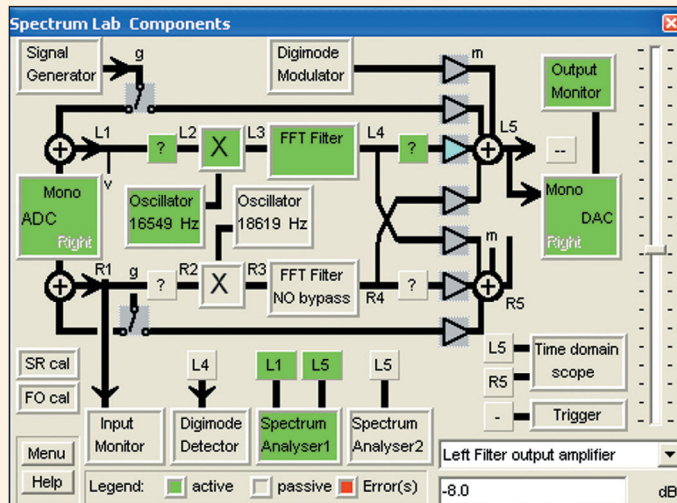 Spectrum Lab Components
Signal
Generator
g
Digimode
Modulator
m
Output
Monitor
L1
?
L2
X
L3
FFT Filter
L4
?
L5
--
v
Mono
ADC
Right
Oscillator
16549 Hz
Oscillator
18619 Hz
Mono
DAC
Right
R1
g
?
R2
X
R3
FFT Filter
NO bypass
R4
?
m
R5
SR cal
FO cal
L4
L1
L5
L5
L5
R5
Time domain
scope
-
Trigger
Input
Monitor
Digimode
Detector
Spectrum
Analyser1
Spectrum
Analyser2
Menu
Help
Left Filter output amplifier
Legend: active passive Error(s)
-8.0
dB